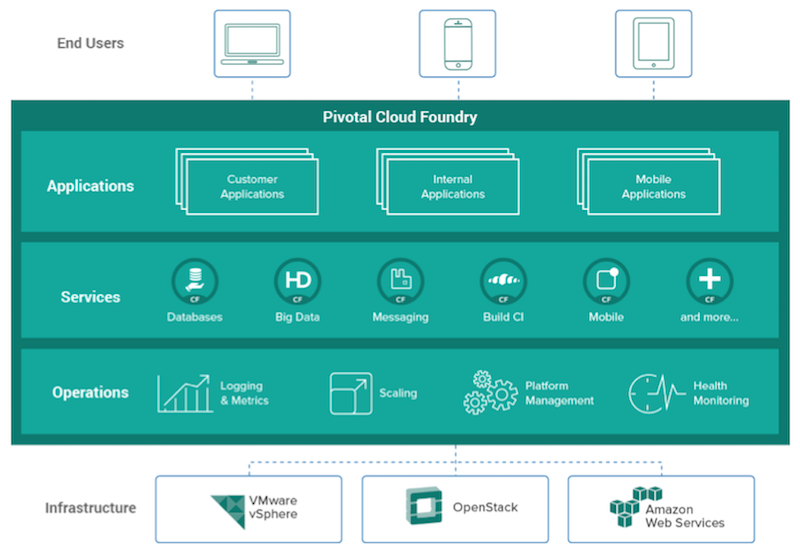 End Users
Pivotal Cloud Foundry
Applications
Customer
Applications
Internal
Applications
Mobile
Applications
Services
HD
CF
CF
CF
CF
CF
CF
Databases
Big Data
Messaging
Build CI
Mobile
and more...
Operations
Logging
& Metrics
Scaling
Platform
Management
Health
Monitoring
Infrastructure
VMware
vSphere
OpenStack
Amazon
Web Services